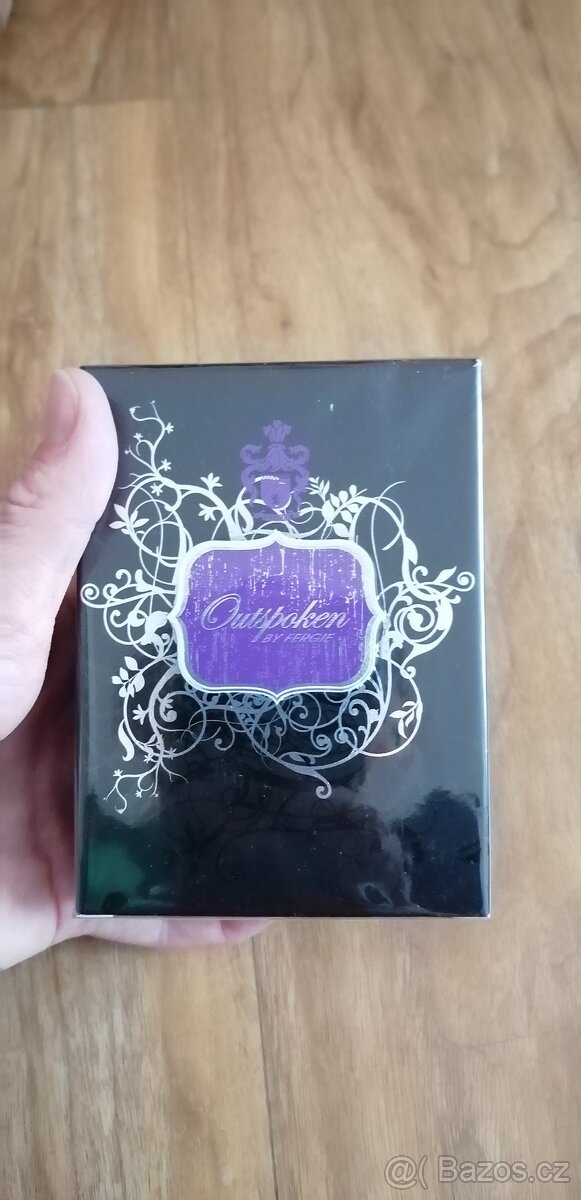 Outspoken
BY FERGIE
@( Bazos.cz